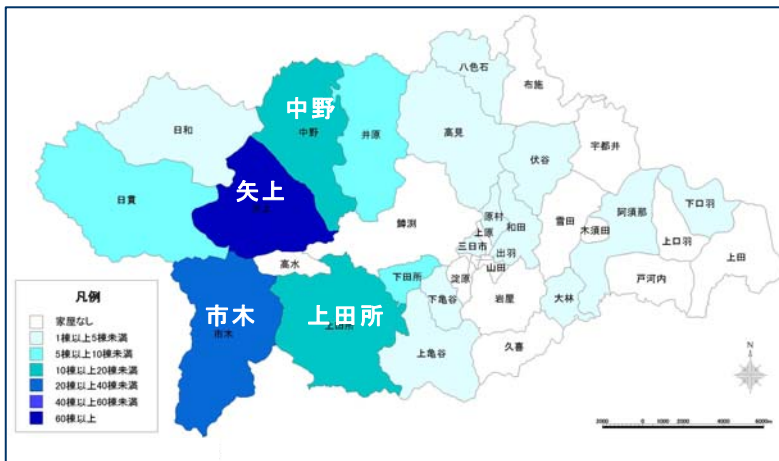 八色石
布施
中野
中野
井原
高見
宇都井
日和
伏谷
矢上
日貫
鱒渕
原村
上原
和田
三日市
出羽
雪田
木須田
阿須那
下口羽
上口羽
上田
高水
下田所
淀原
山田
戸河内
凡例
家屋なし
1棟以上5棟未満
5棟以上10棟未満
10棟以上20棟未満
20棟以上40棟未満
40棟以上60棟未満
60棟以上
市木
市木
上田所
上田所
下亀谷
岩屋
大林
上亀谷
久喜
N
2000 0 1000 2000 4000 6000m